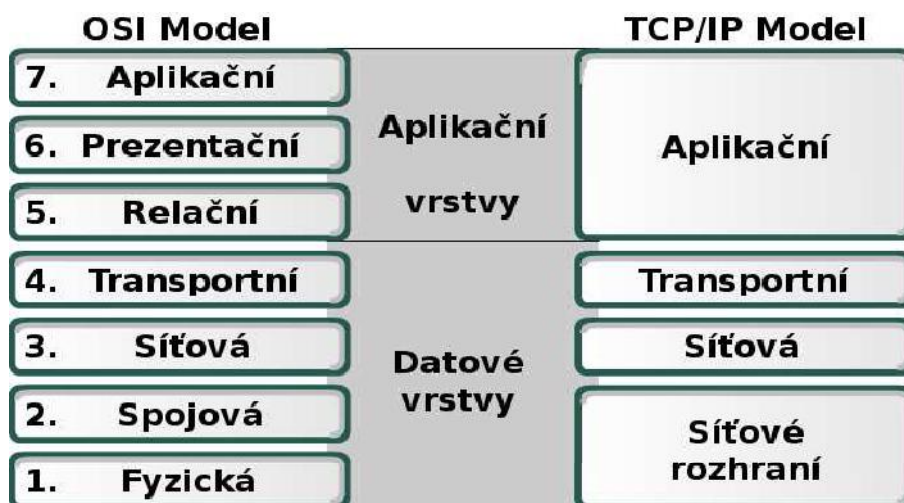 OSI Model
TCP/IP Model
7. Aplikační
6. Prezentační
5. Relační
4. Transportní
3. Síťová
2. Spojová
1. Fyzická
Aplikační
vrstvy
Datové
vrstvy
Aplikační
Transportní
Síťová
Síťové
rozhraní